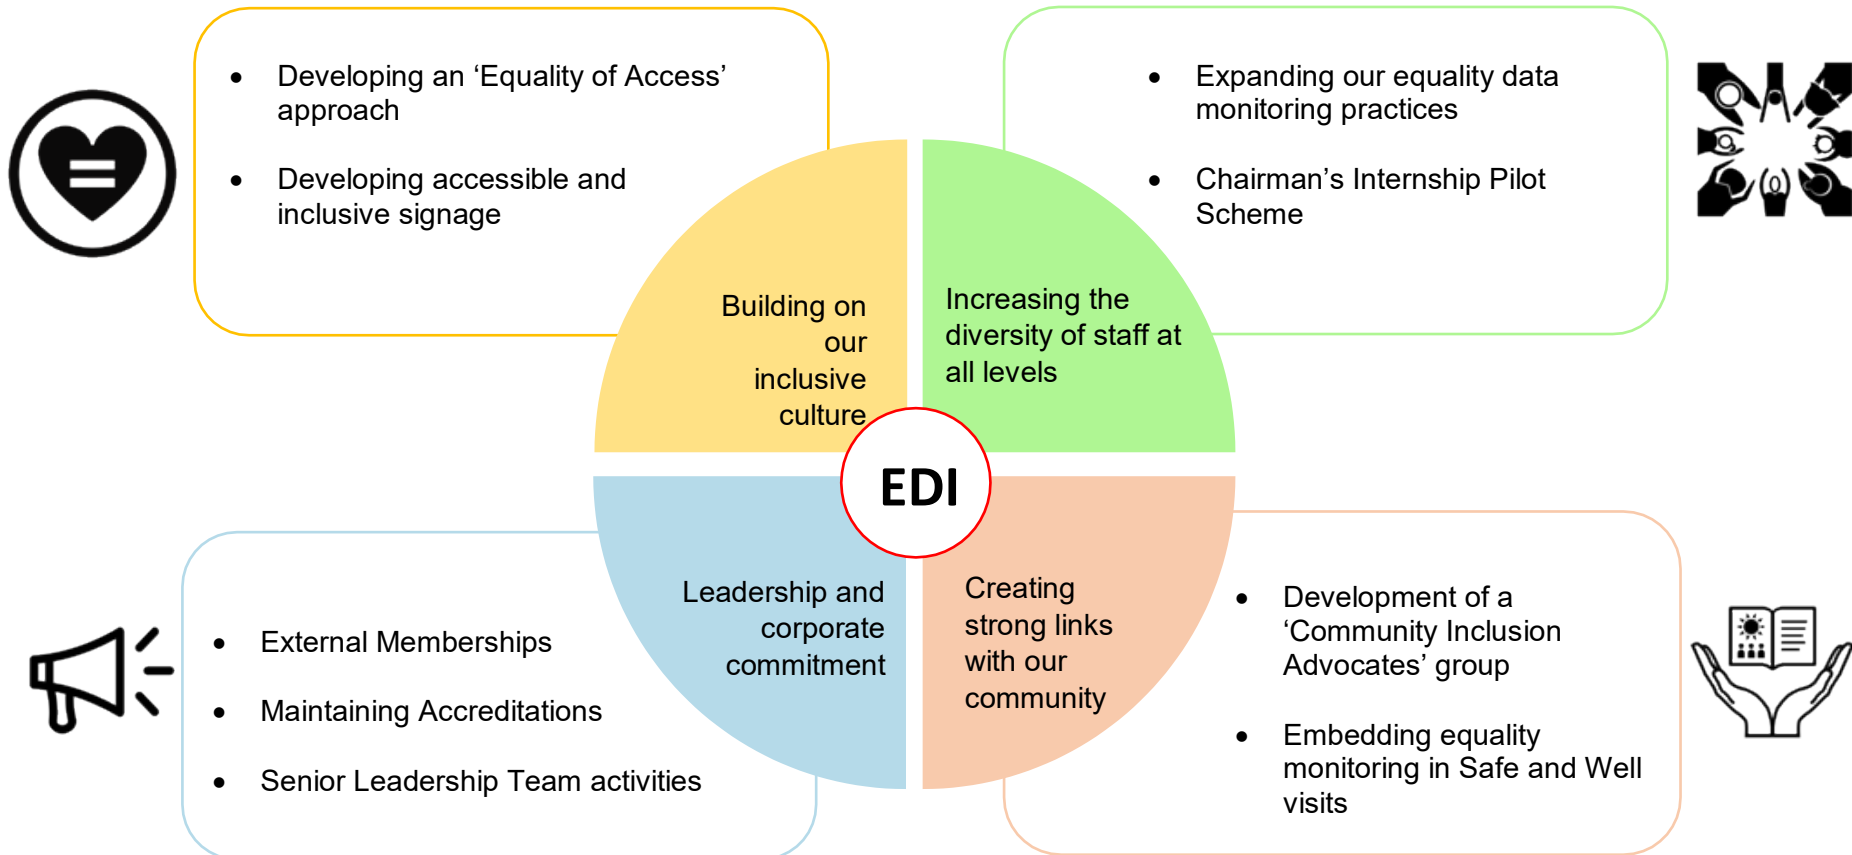 • Developing an ‘Equality of Access’
approach
• Developing accessible and
inclusive signage
• Expanding our equality data
monitoring practices
• Chairman’s Internship Pilot
Scheme
Building on
our
inclusive
culture
Increasing the
diversity of staff at
all levels
EDI
Leadership and
corporate
commitment
Creating
strong links
with our
community
• External Memberships
• Maintaining Accreditations
• Senior Leadership Team activities
• Development of a
‘Community Inclusion
Advocates’ group
• Embedding equality
monitoring in Safe and Well
visits